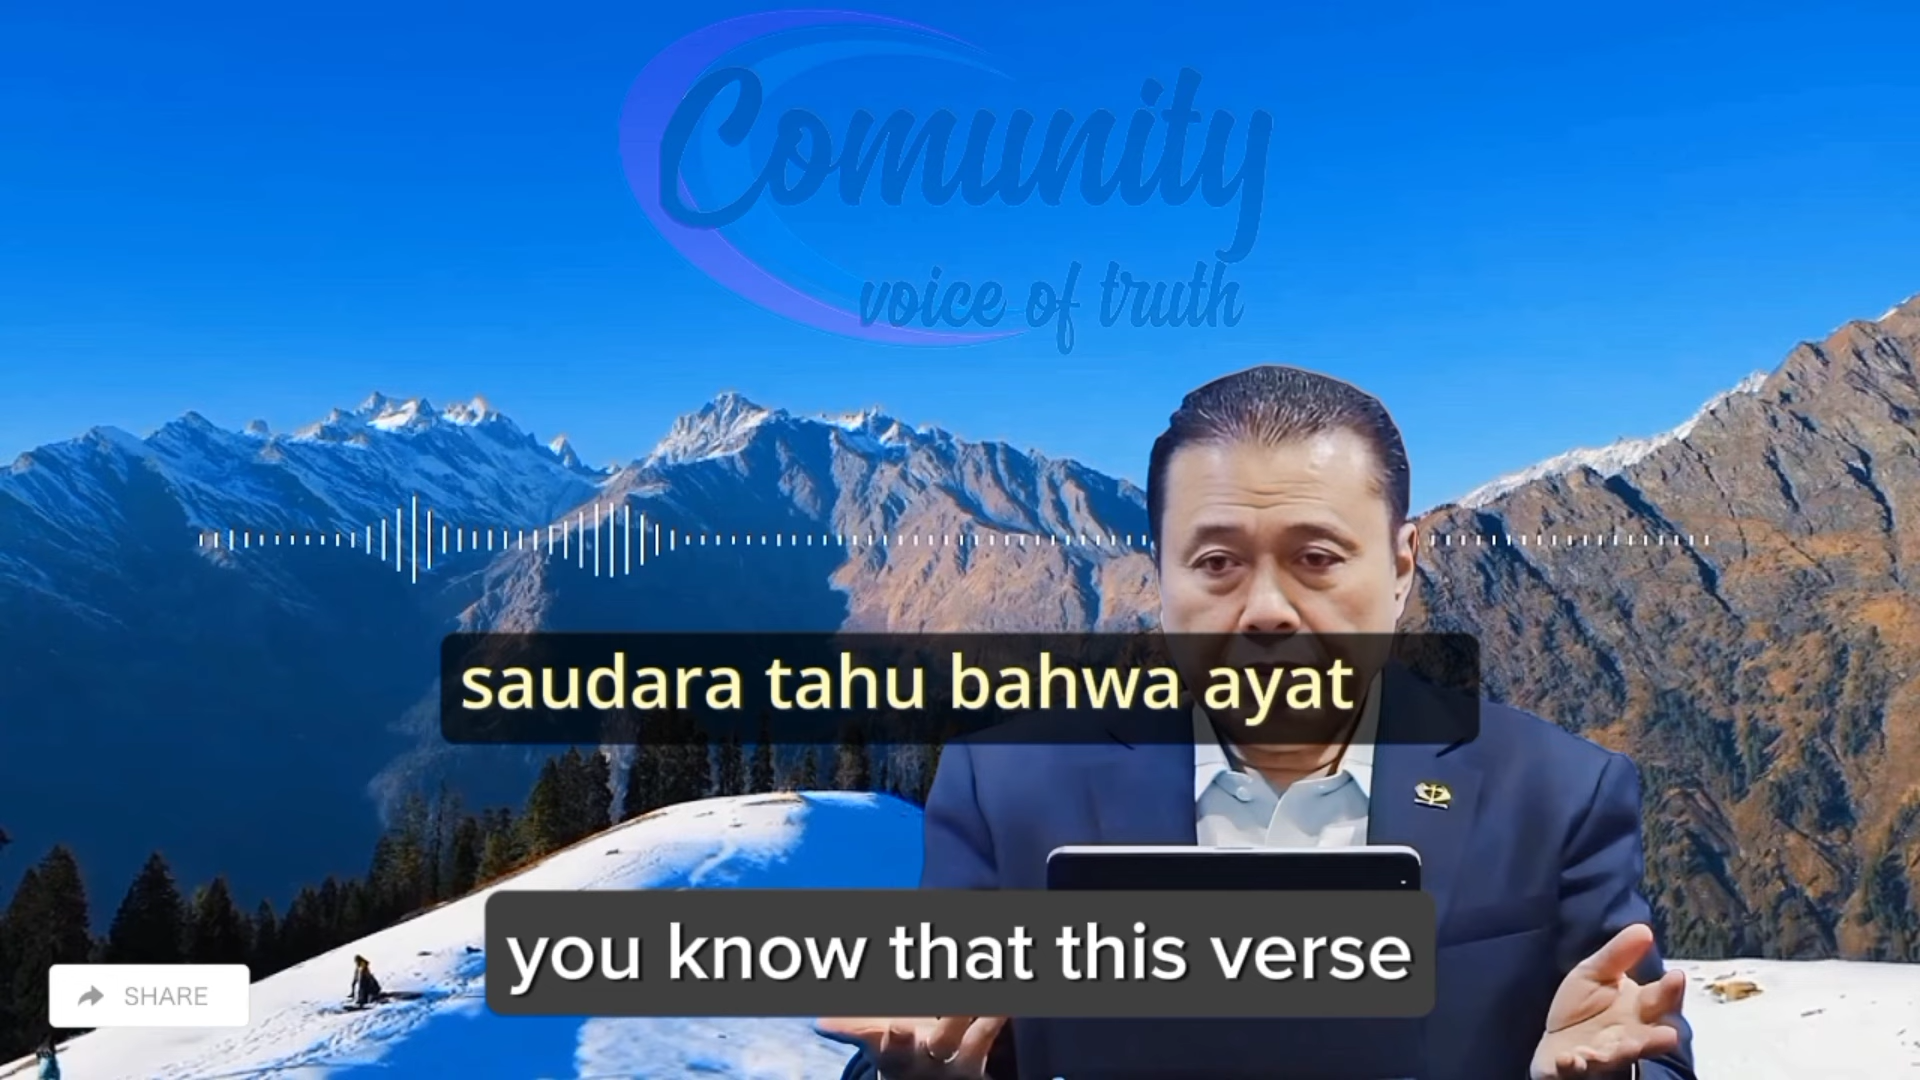 Comunity
voice of truth
saudara tahu bahwa ayat
you know that this verse
SHARE